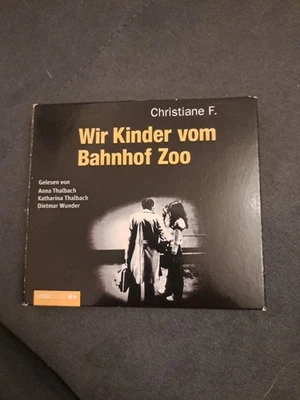 Christiane F.
Wir Kinder vom
Bahnhof Zoo
Gelesen von
Anna Thalbach
Katharina Thalbach
Dietmar Wunder